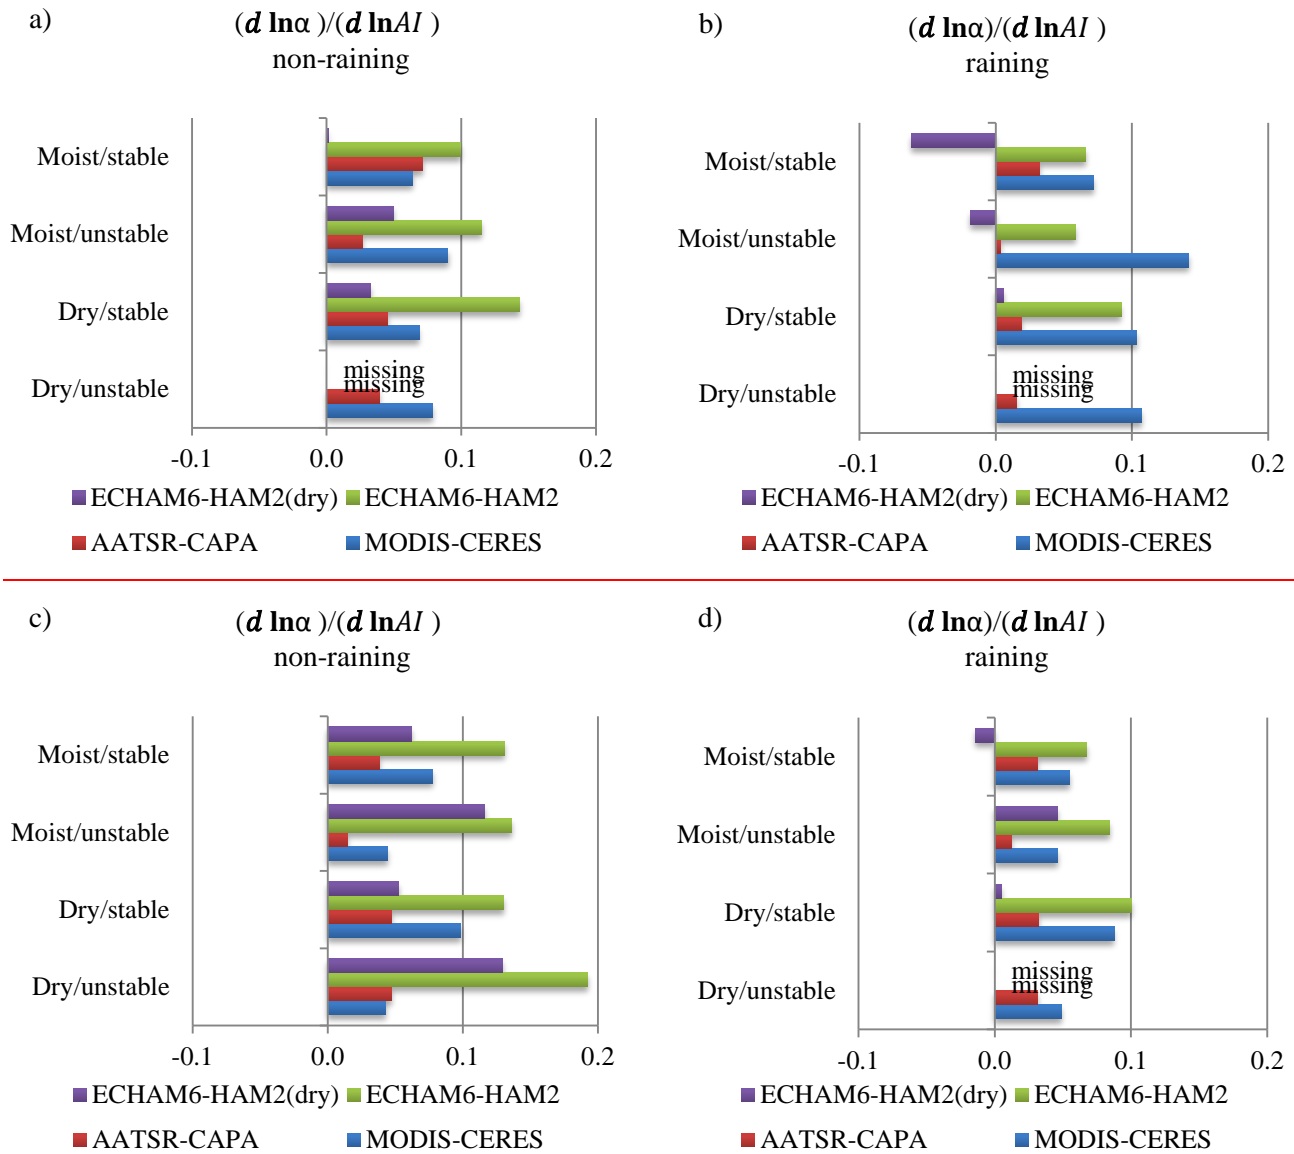 a)
(d lnα )/(d lnAI )
non-raining
Moist/stable
Moist/unstable
Dry/stable
Dry/unstable
missing
missing
-0.1 0.0 0.1 0.2
ECHAM6-HAM2(dry) ECHAM6-HAM2
AATSR-CAPA MODIS-CERES
b)
(d lnα)/(d lnAI )
raining
Moist/stable
Moist/unstable
Dry/stable
Dry/unstable
missing
missing
-0.1 0.0 0.1 0.2
ECHAM6-HAM2(dry) ECHAM6-HAM2
AATSR-CAPA MODIS-CERES
c)
(d lnα )/(d lnAI )
non-raining
Moist/stable
Moist/unstable
Dry/stable
Dry/unstable
-0.1 0.0 0.1 0.2
ECHAM6-HAM2(dry) ECHAM6-HAM2
AATSR-CAPA MODIS-CERES
d)
(d lnα)/(d lnAI )
raining
Moist/stable
Moist/unstable
Dry/stable
Dry/unstable
missing
missing
-0.1 0.0 0.1 0.2
ECHAM6-HAM2(dry) ECHAM6-HAM2
AATSR-CAPA MODIS-CERES